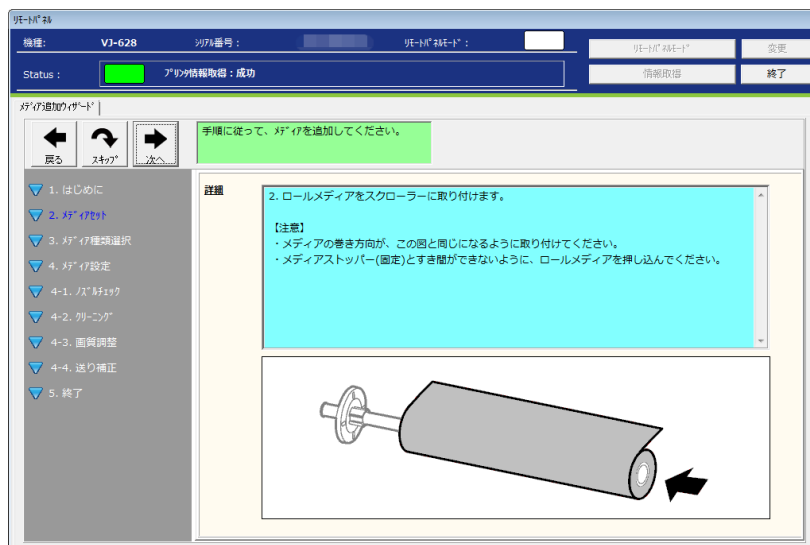 ﾘﾓｰﾄﾊﾟﾈﾙ
機種: VJ-628 ｼﾘｱﾙ番号： ﾘﾓｰﾄﾊﾟﾈﾙﾓｰﾄﾞ：
ﾘﾓｰﾄﾊﾟﾈﾙﾓｰﾄﾞ 変更
Status： ﾌﾟﾘﾝﾀ情報取得：成功
情報取得 終了
ﾒﾃﾞｨｱ追加ｳｨｻﾞｰﾄﾞ
戻る ｽｷｯﾌﾟ 次へ
手順に従って、ﾒﾃﾞｨｱを追加してください。
1. はじめに
2. ﾒﾃﾞｨｱｾｯﾄ
3. ﾒﾃﾞｨｱ種類選択
4. ﾒﾃﾞｨｱ設定
4-1. ﾉｽﾞﾙﾁｪｯｸ
4-2. ｸﾘｰﾆﾝｸﾞ
4-3. 画質調整
4-4. 送り補正
5. 終了
詳細
2. ロールメディアをスクローラーに取り付けます。
【注意】
・メディアの巻き方向が、この図と同じになるように取り付けてください。
・メディアストッパー(固定)とすき間ができないように、ロールメディアを押し込んでください。